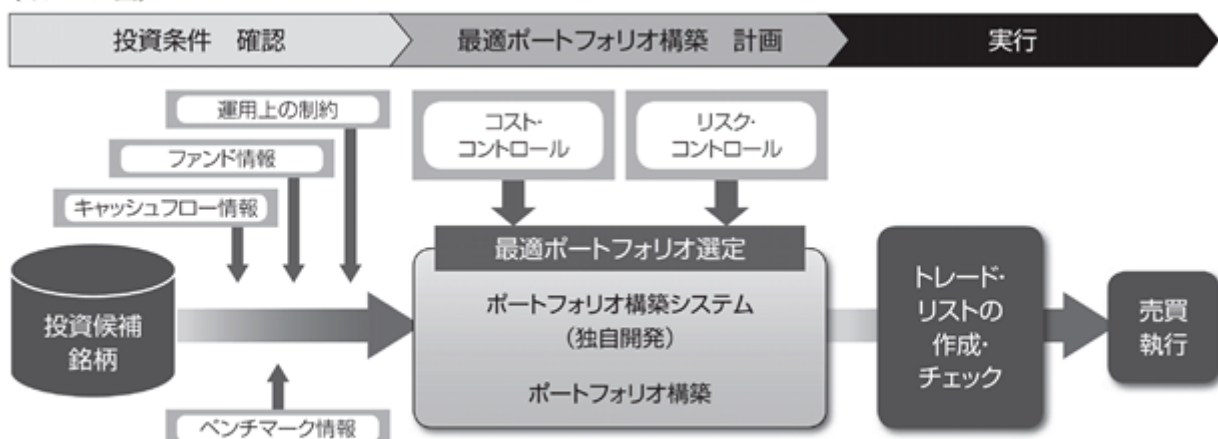 投資条件 確認
最適ポートフォリオ構築 計画
実行
運用上の制約
ファンド情報
キャッシュフロー情報
コスト・
コントロール
リスク・
コントロール
投資候補
銘柄
最適ポートフォリオ選定
ポートフォリオ構築システム
（独自開発）
ポートフォリオ構築
トレード・
リストの
作成・
チェック
売買
執行
ベンチマーク情報